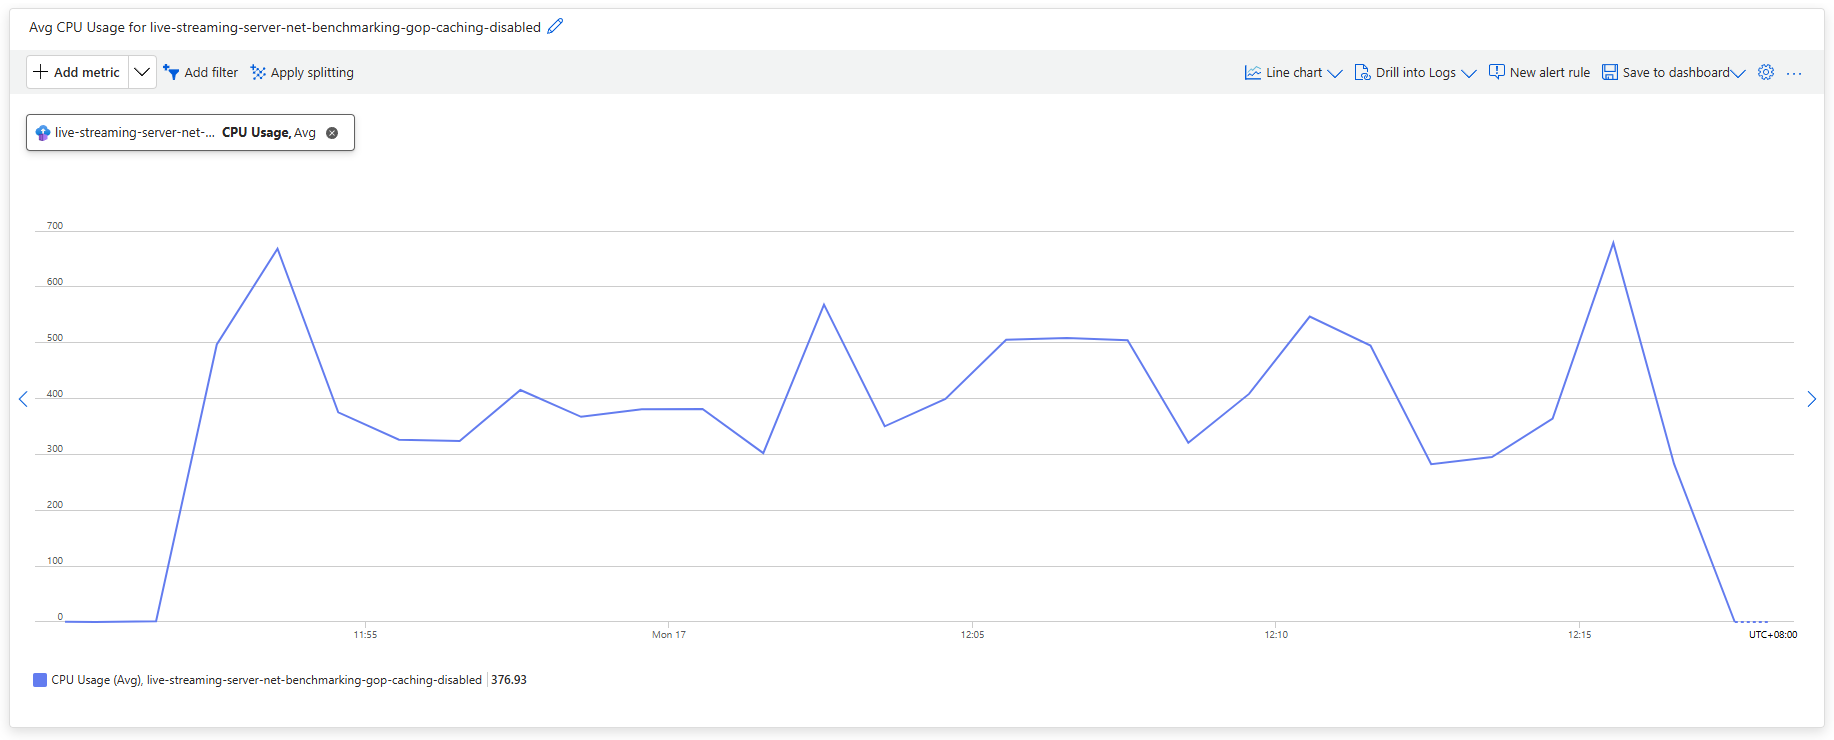 Avg CPU Usage for live-streaming-server-net-benchmarking-gop-caching-disabled
Add metric Add filter Apply splitting Line chart Drill into Logs New alert rule Save to dashboard ...
live-streaming-server-net-... CPU Usage, Avg
700
600
500
400
300
200
100
0
11:55 Mon 17 12:05 12:10 12:15 UTC+08:00
CPU Usage (Avg), live-streaming-server-net-benchmarking-gop-caching-disabled 376.93